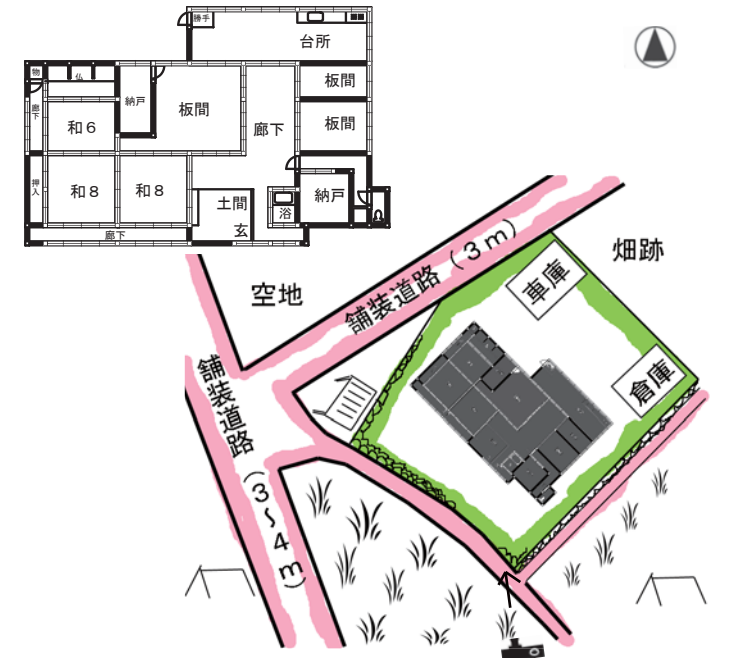 勝手
台所
物
仏
廊下
納戸
板間
板間
和６
板間
廊下
押入
和８
和８
納戸
土間
浴
玄
廊下
畑跡
空地
舗装道路（３ｍ）
車庫
倉庫
舗装道路（３～４ｍ）